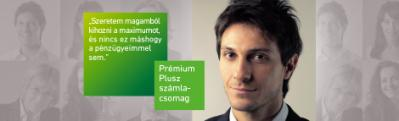 „Szeretem magamból
kihozni a maximumot,
és nincs ez máshogy
a pénzügyeimmel
sem.”
Prémium
Plusz
számla-
csomag